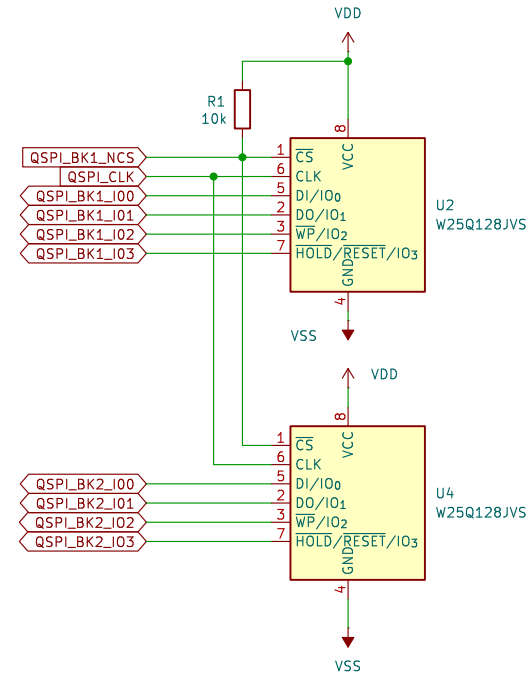 VDD
R1
10k
8
QSPI_BK1_NCS
1
CS
VCC
QSPI_CLK
6
CLK
QSPI_BK1_IO0
5
DI/IO0
U2
QSPI_BK1_IO1
2
DO/IO1
W25Q128JVS
QSPI_BK1_IO2
3
WP/IO2
QSPI_BK1_IO3
7
HOLD/RESET/IO3
GND
4
VSS
VDD
8
1
CS
VCC
6
CLK
QSPI_BK2_IO0
5
DI/IO0
U4
QSPI_BK2_IO1
2
DO/IO1
W25Q128JVS
QSPI_BK2_IO2
3
WP/IO2
QSPI_BK2_IO3
7
HOLD/RESET/IO3
GND
4
VSS